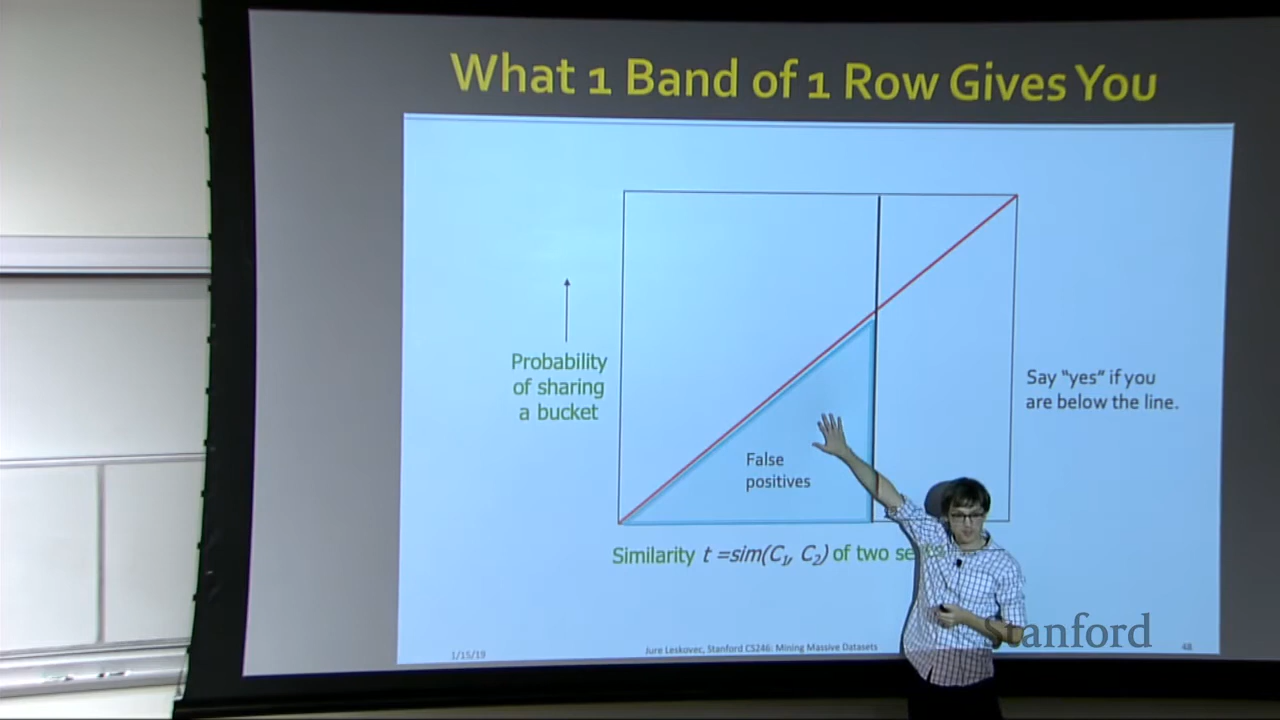 What 1 Band of 1 Row Gives You
Probability
of sharing
a bucket
Say "yes" if you
are below the line.
False
positives
Similarity t =sim(C1, C2) of two
1/15/19
Jure Leskovec, Stanford CS246: Mining Massive Datasets
48
Stanford